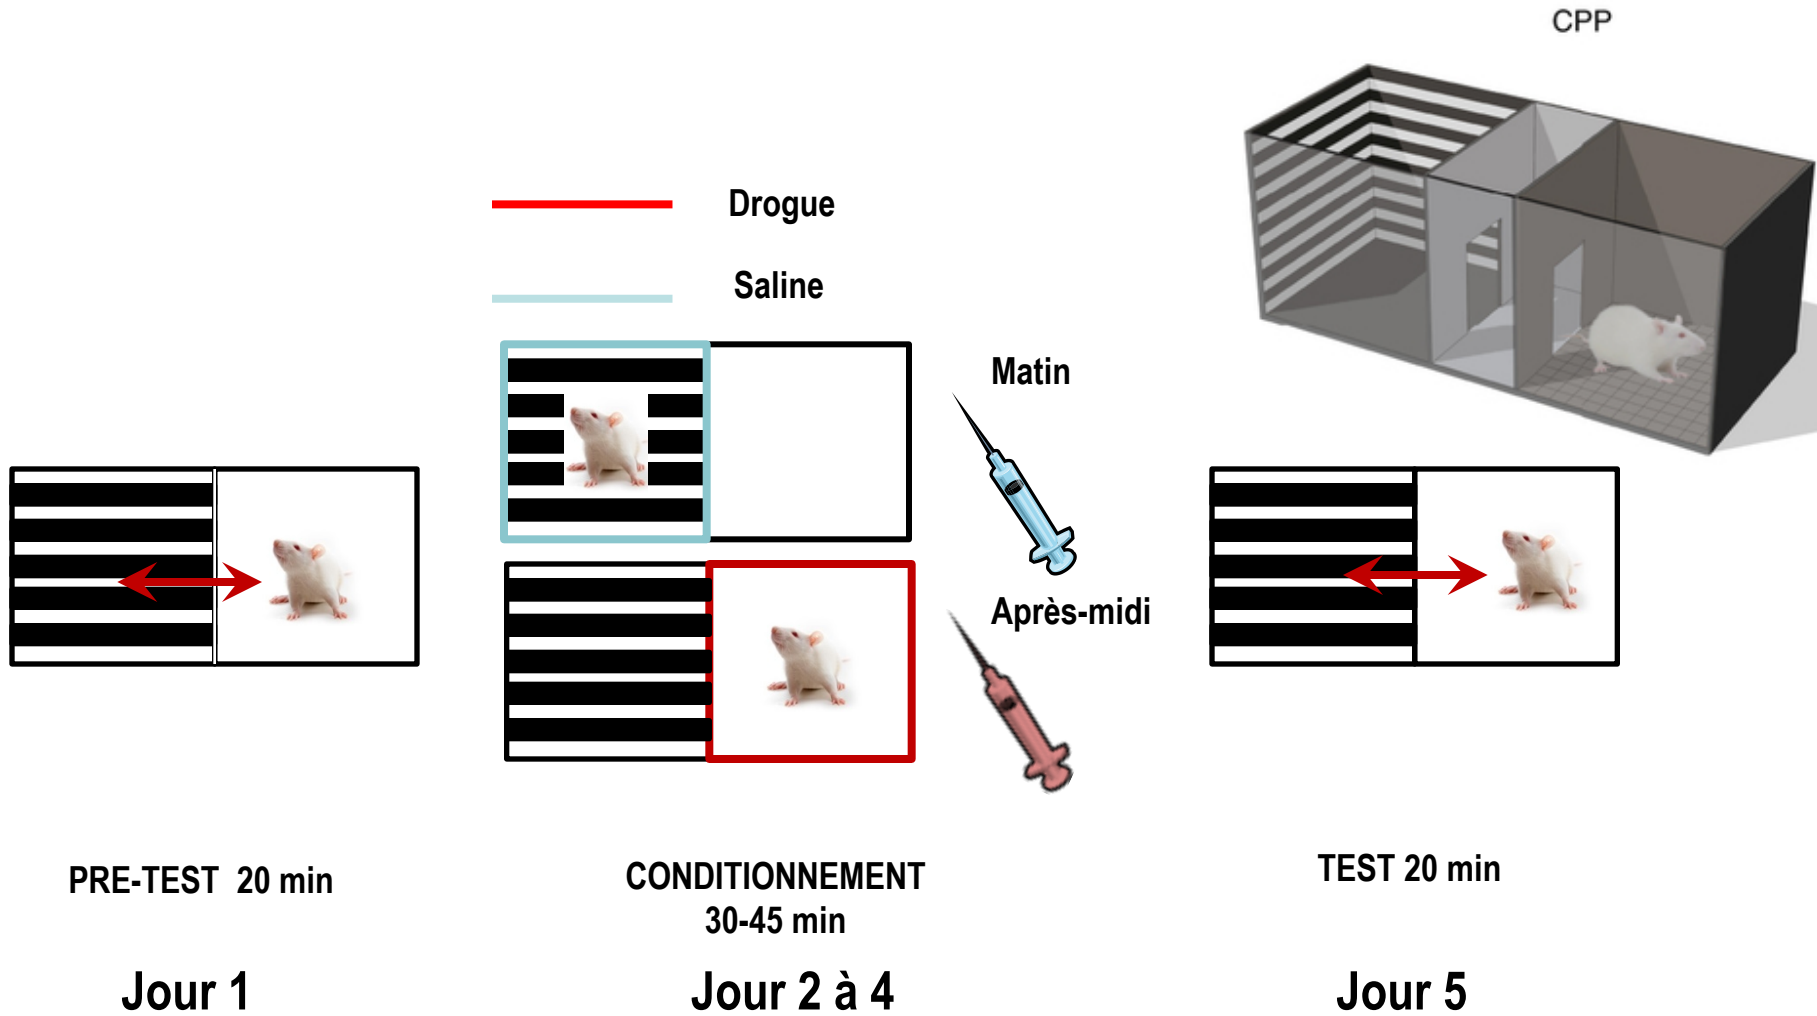 CPP
Drogue
Saline
Matin
Après-midi
PRE-TEST 20 min
CONDITIONNEMENT
30-45 min
TEST 20 min
Jour 1
Jour 2 à 4
Jour 5